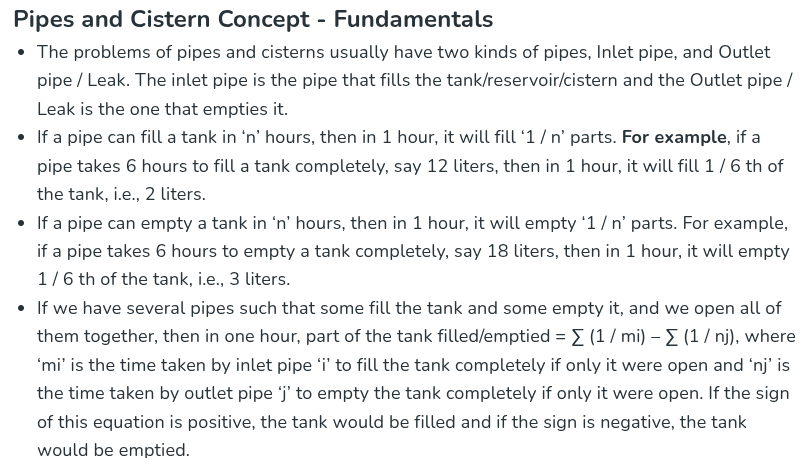 Pipes and Cistern Concept - Fundamentals
• The problems of pipes and cisterns usually have two kinds of pipes, Inlet pipe, and Outlet
pipe / Leak. The inlet pipe is the pipe that fills the tank/reservoir/cistern and the Outlet pipe /
Leak is the one that empties it.
• If a pipe can fill a tank in ‘n’ hours, then in 1 hour, it will fill ‘1 / n’ parts. For example, if a
pipe takes 6 hours to fill a tank completely, say 12 liters, then in 1 hour, it will fill 1 / 6 th of
the tank, i.e., 2 liters.
• If a pipe can empty a tank in ‘n’ hours, then in 1 hour, it will empty ‘1 / n’ parts. For example,
if a pipe takes 6 hours to empty a tank completely, say 18 liters, then in 1 hour, it will empty
1 / 6 th of the tank, i.e., 3 liters.
• If we have several pipes such that some fill the tank and some empty it, and we open all of
them together, then in one hour, part of the tank filled/emptied = ∑ (1 / mi) – ∑ (1 / nj), where
‘mi’ is the time taken by inlet pipe ‘i’ to fill the tank completely if only it were open and ‘nj’ is
the time taken by outlet pipe ‘j’ to empty the tank completely if only it were open. If the sign
of this equation is positive, the tank would be filled and if the sign is negative, the tank
would be emptied.